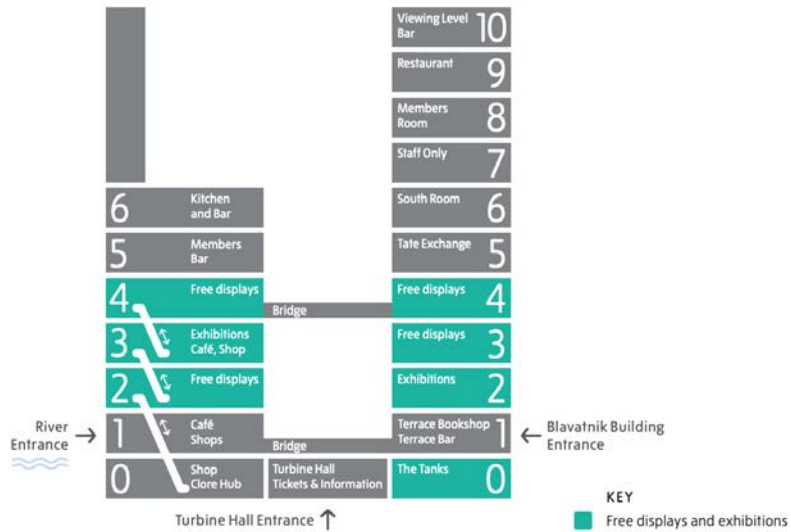 Viewing Level
Bar
10
Restaurant
9
Members
Room
8
Staff Only
7
6
Kitchen
and Bar
South Room
6
5
Members
Bar
Tate Exchange
5
4
Free displays
Bridge
Free displays
4
3
Exhibitions
Café, Shop
Free displays
3
2
Free displays
Exhibitions
2
River
Entrance
1
Café
Shops
Bridge
Terrace Bookshop
Terrace Bar
1
Blavatnik Building
Entrance
0
Shop
Clore Hub
Turbine Hall
Tickets & Information
The Tanks
0
Turbine Hall Entrance
KEY
Free displays and exhibitions